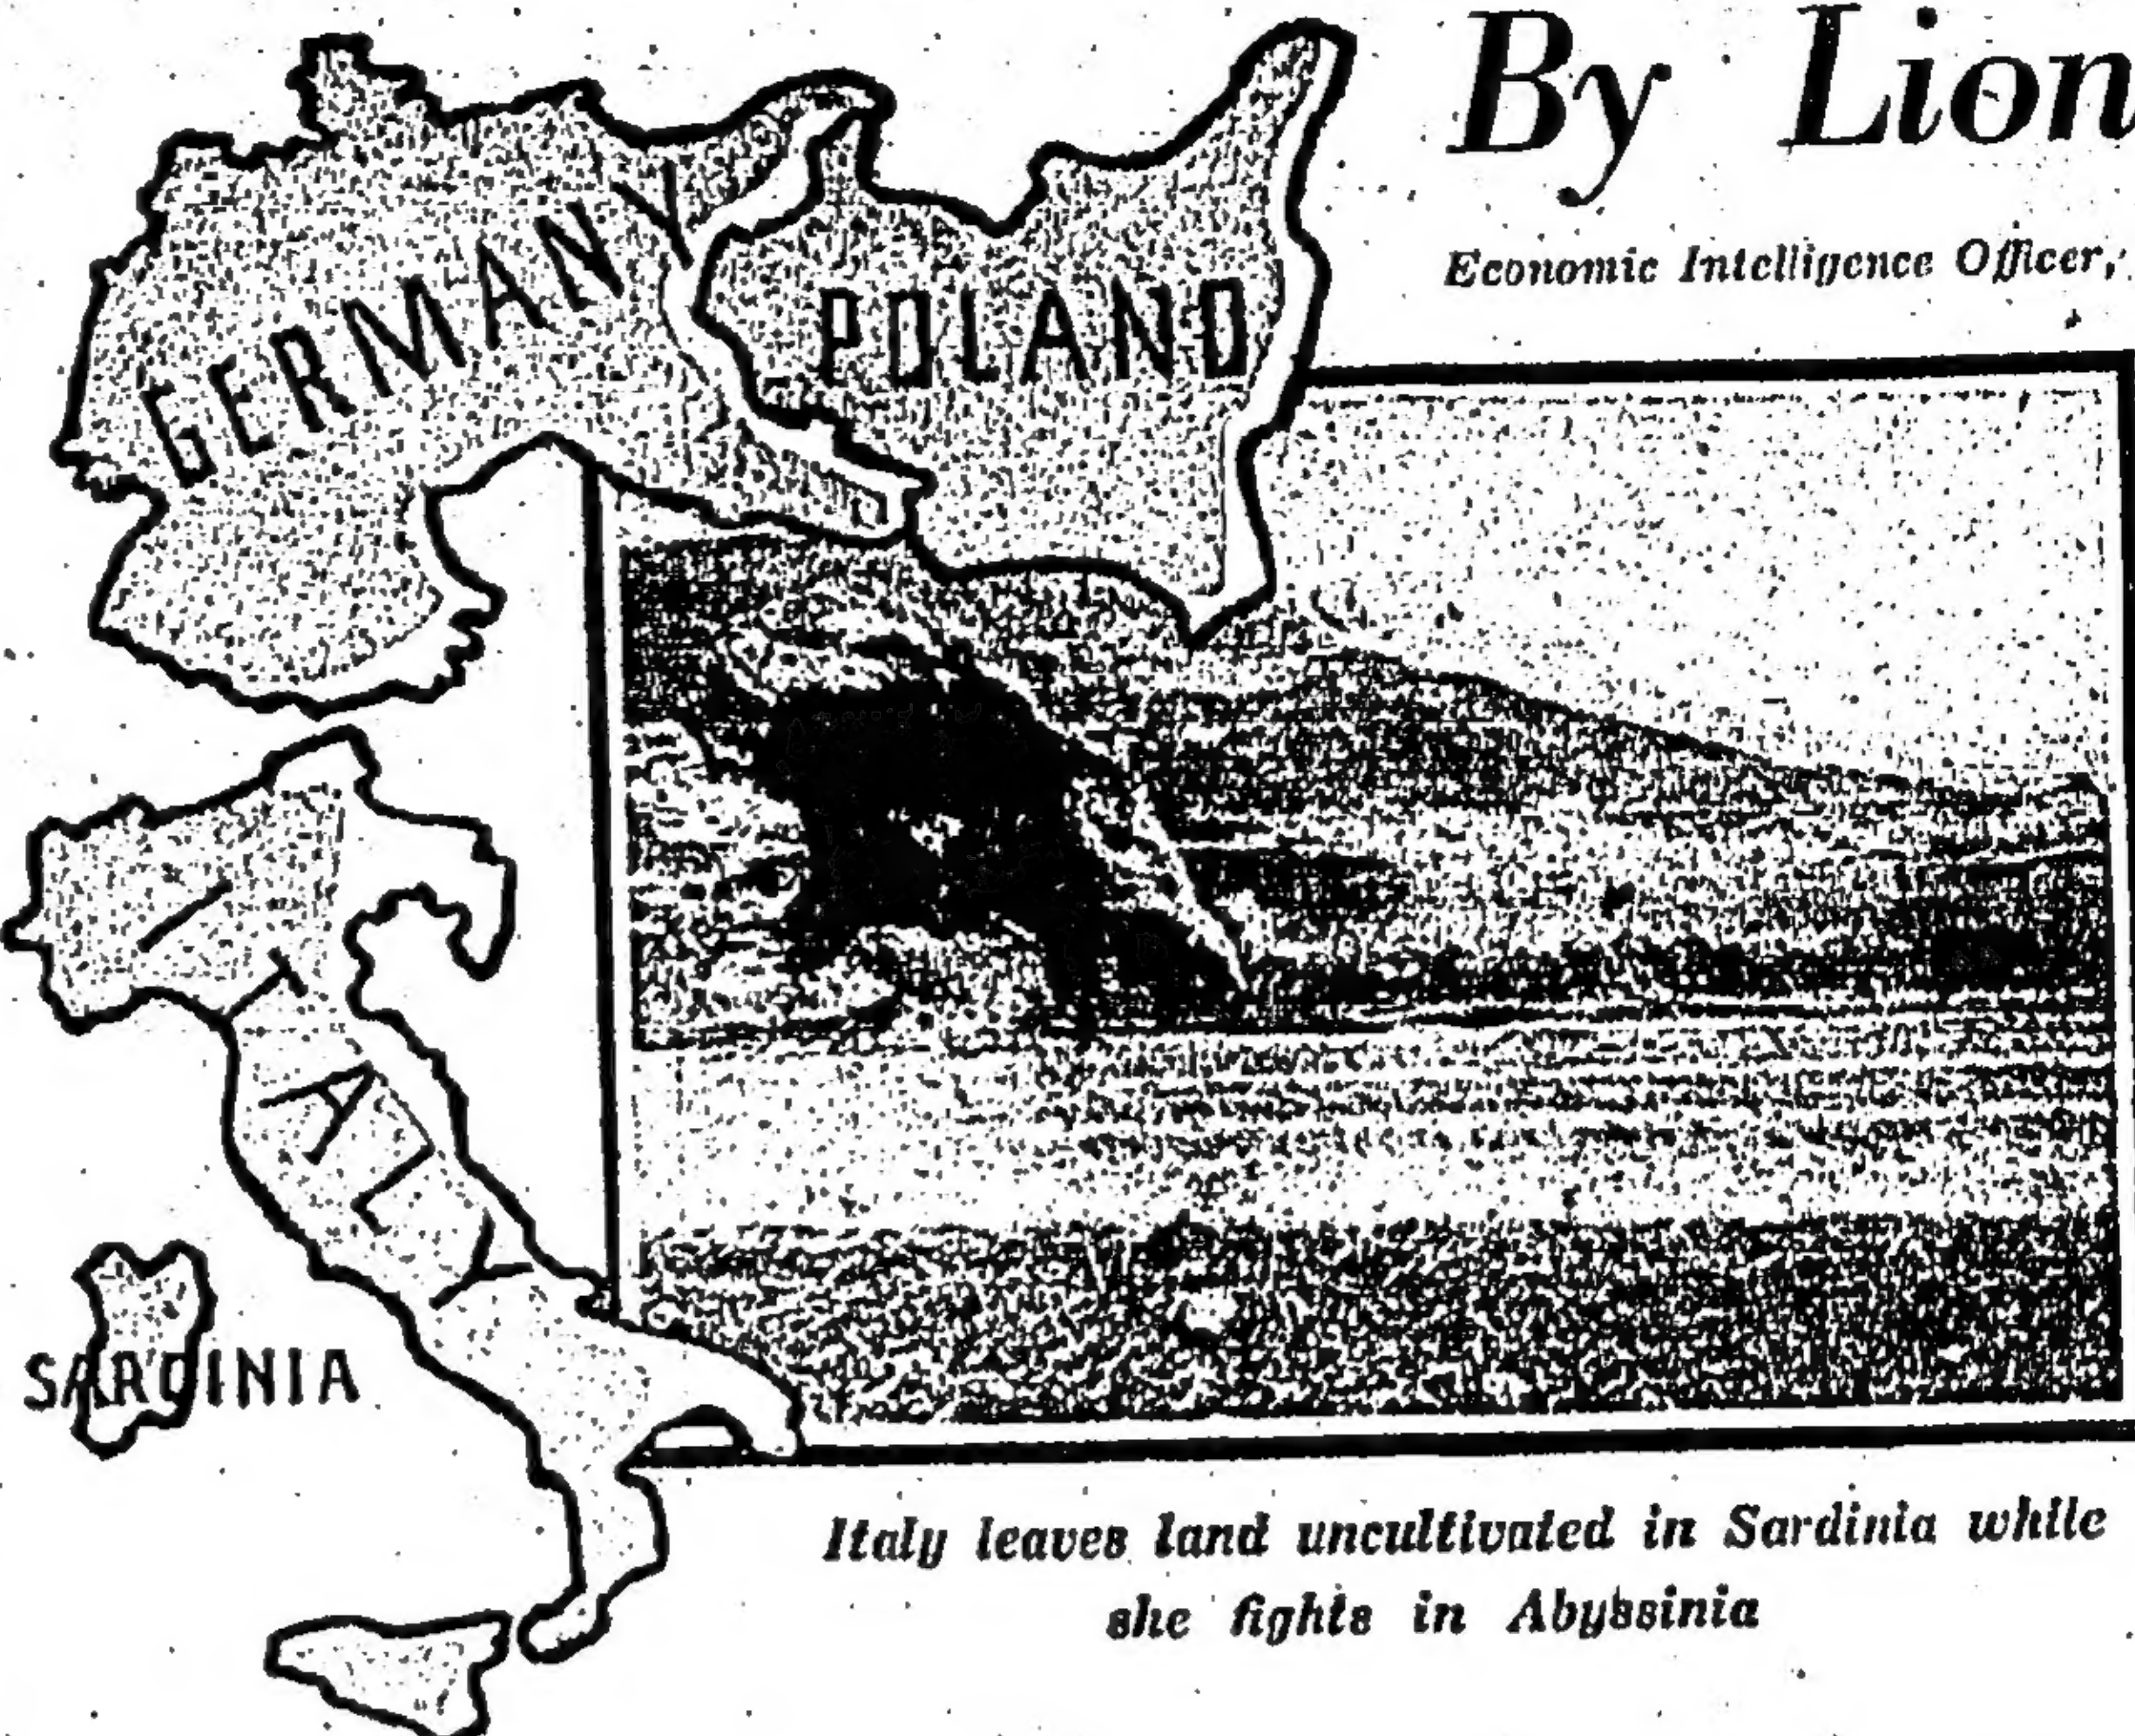 By Lion
Economic Intelligence Officer,
GERMANY
POLAND
ITALY
SARDINIA
Italy leaves land uncultivated in Sardinia while
she fights in Abyssinia